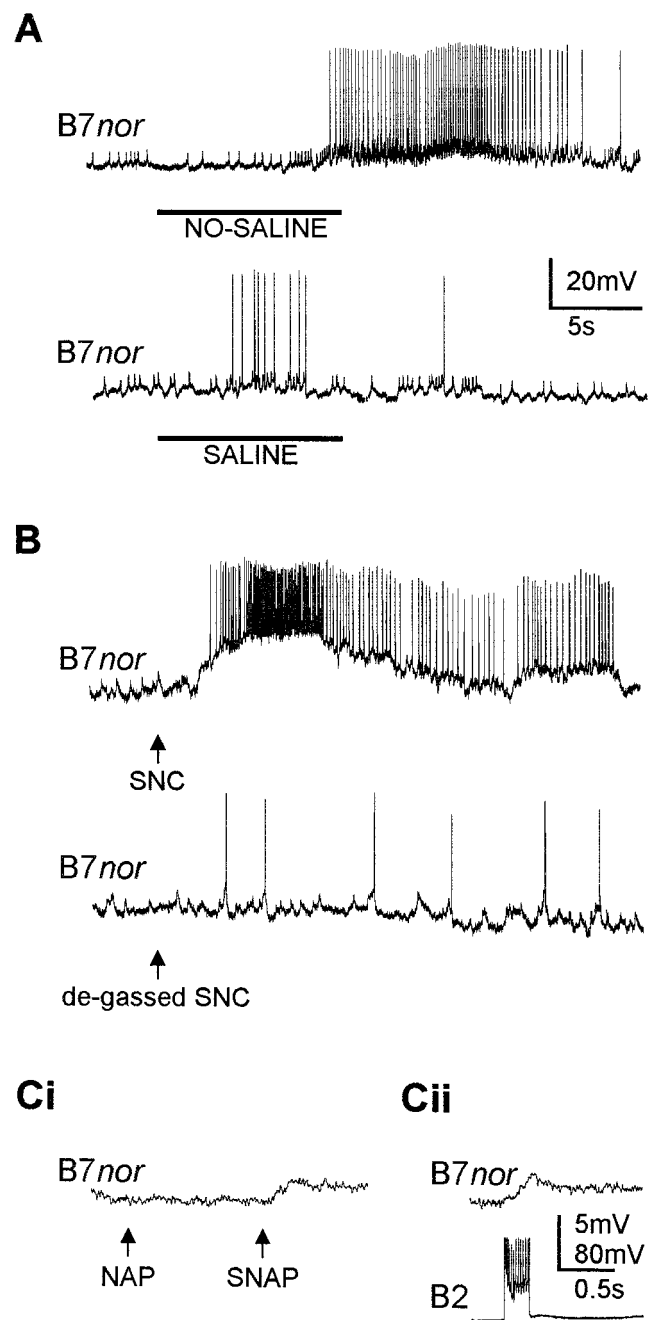 A
B7nor
NO-SALINE
20mV
5s
B7nor
SALINE
B
B7nor
SNC
B7nor
de-gassed SNC
Ci
Cii
B7nor
B7nor
NAP
SNAP
5mV
80mV
0.5s
B2